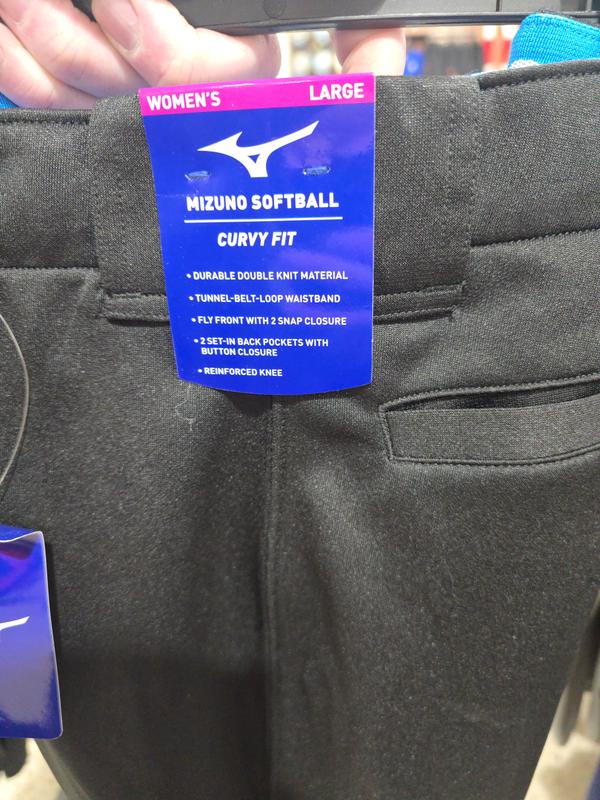 WOMEN'S LARGE
MIZUNO SOFTBALL
CURVY FIT
• DURABLE DOUBLE KNIT MATERIAL
• TUNNEL-BELT-LOOP WAISTBAND
• FLY FRONT WITH 2 SNAP CLOSURE
• 2 SET-IN BACK POCKETS WITH
BUTTON CLOSURE
• REINFORCED KNEE